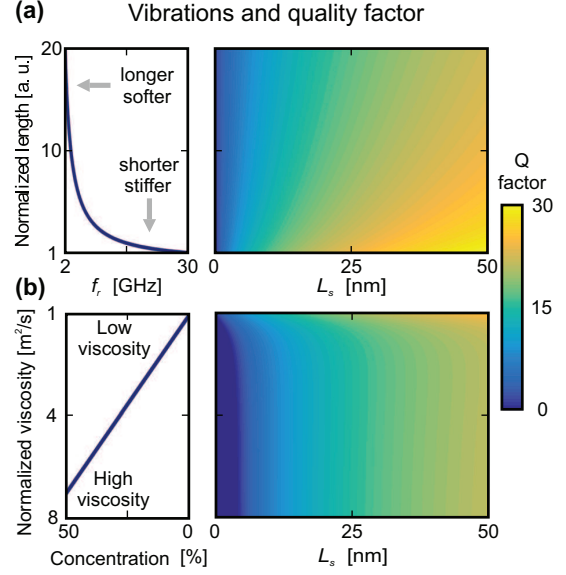 (a) Vibrations and quality factor
Normalized length [a. u.]
20
10
1
longer
softer
shorter
stiffer
2 30
f_r [GHz]
0 25 50
L_s [nm]
Q
factor
30
15
0
(b)
Normalized viscosity [m²/s]
1
4
8
Low
viscosity
High
viscosity
50 0
Concentration [%]
0 25 50
L_s [nm]